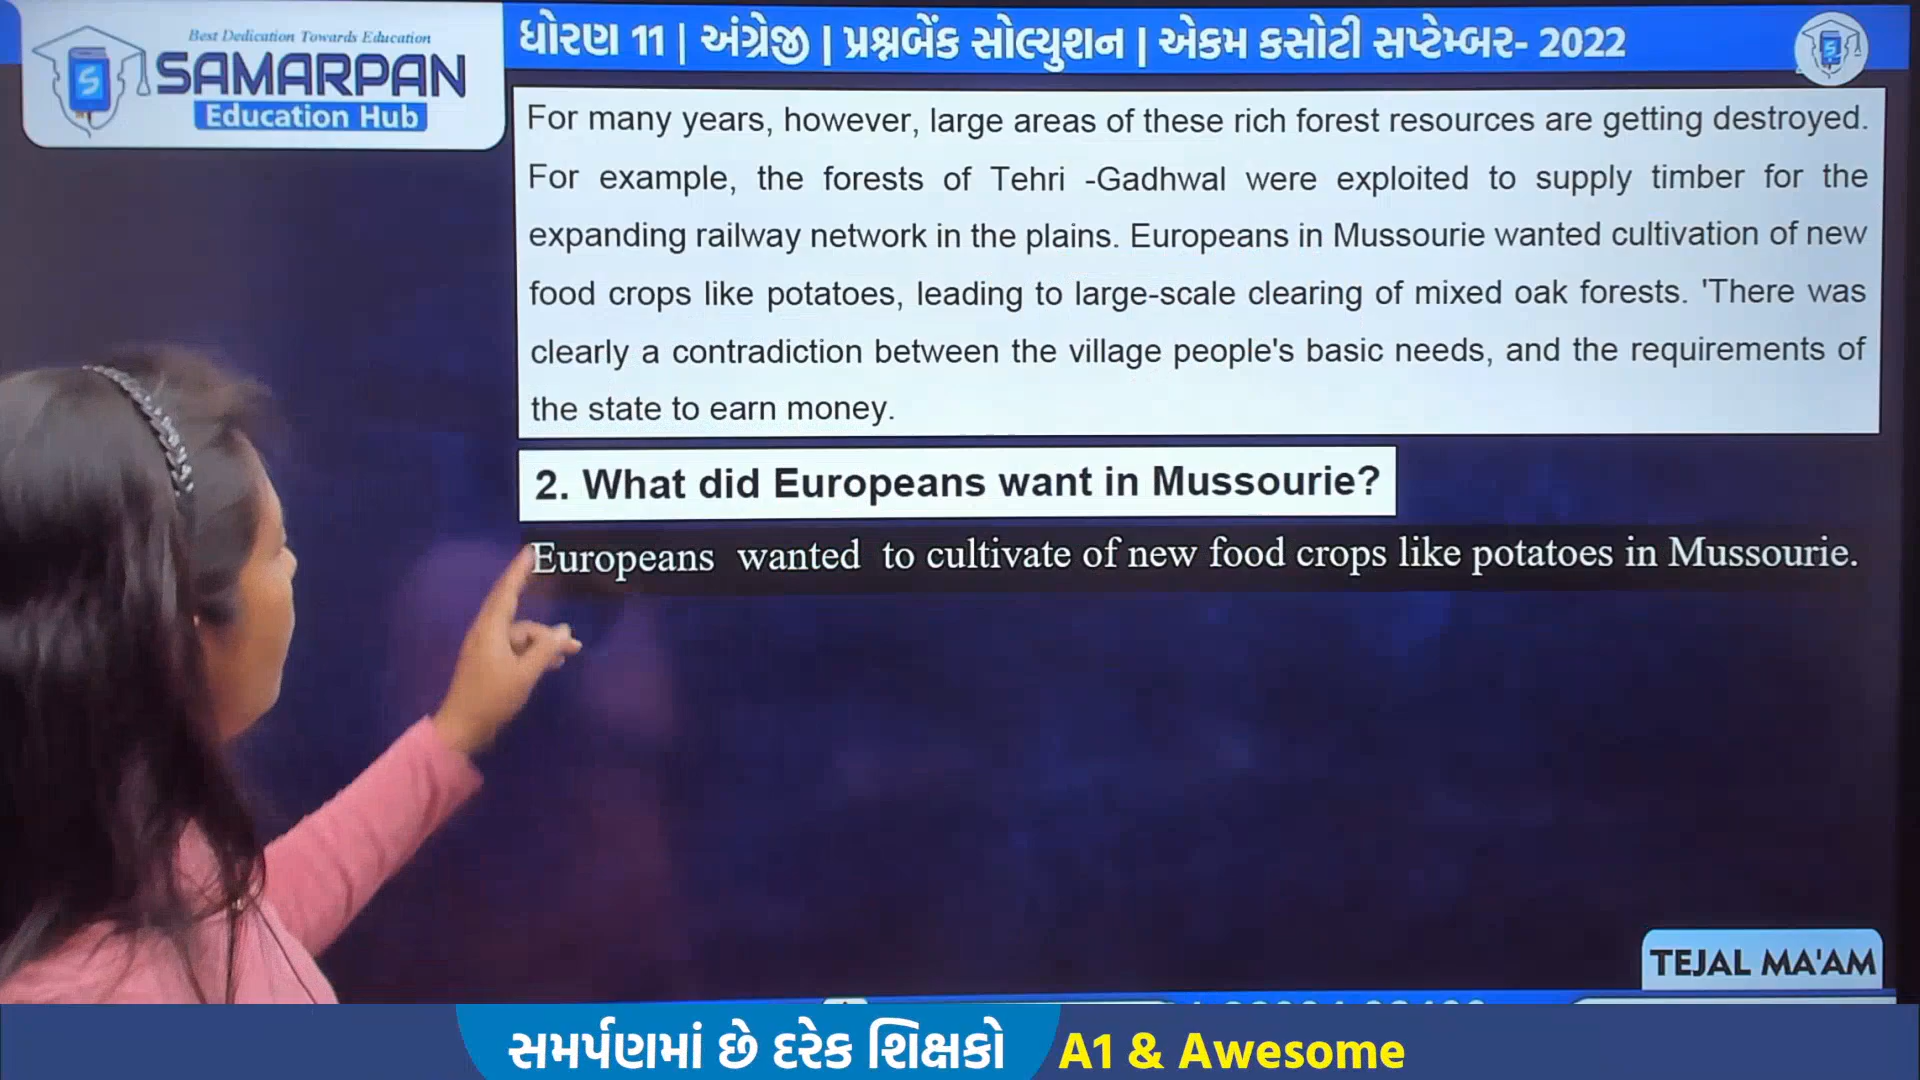 Best Dedication Towards Education
SAMARPAN
Education Hub
ધોરણ 11 | અંગ્રેજી | પ્રશ્નબેંક સોલ્યુશન | એકમ કસોટી સપ્ટેમ્બર- 2022
For many years, however, large areas of these rich forest resources are getting destroyed.
For example, the forests of Tehri -Gadhwal were exploited to supply timber for the
expanding railway network in the plains. Europeans in Mussourie wanted cultivation of new
food crops like potatoes, leading to large-scale clearing of mixed oak forests. 'There was
clearly a contradiction between the village people's basic needs, and the requirements of
the state to earn money.
2. What did Europeans want in Mussourie?
Europeans wanted to cultivate of new food crops like potatoes in Mussourie.
TEJAL MA'AM
સમર્પણમાં છે દરેક શિક્ષકો A1 & Awesome